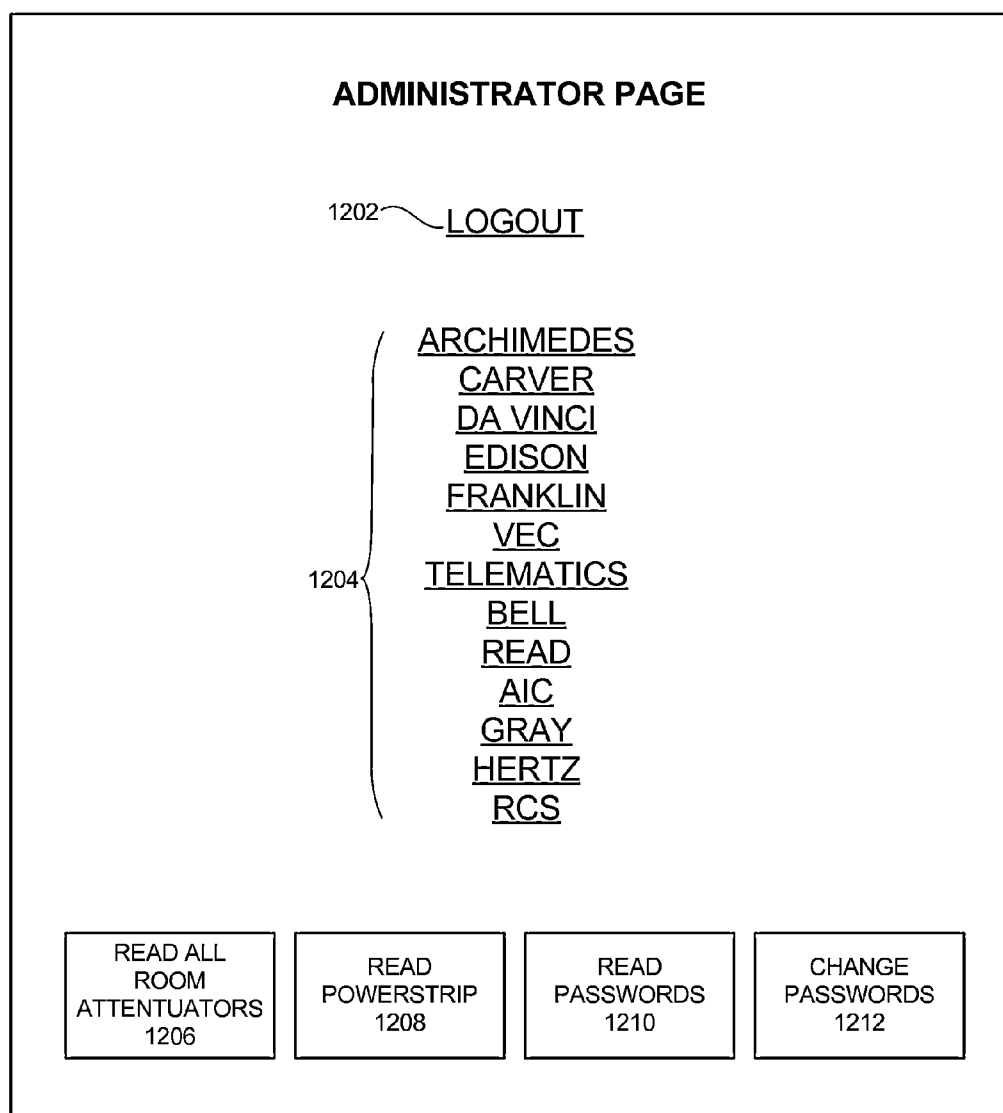 ADMINISTRATOR PAGE
1202
LOGOUT
1204
ARCHIMEDES
CARVER
DA VINCI
EDISON
FRANKLIN
VEC
TELEMATICS
BELL
READ
AIC
GRAY
HERTZ
RCS
READ ALL
ROOM
ATTENTUATORS
1206
READ
POWERSTRIP
1208
READ
PASSWORDS
1210
CHANGE
PASSWORDS
1212